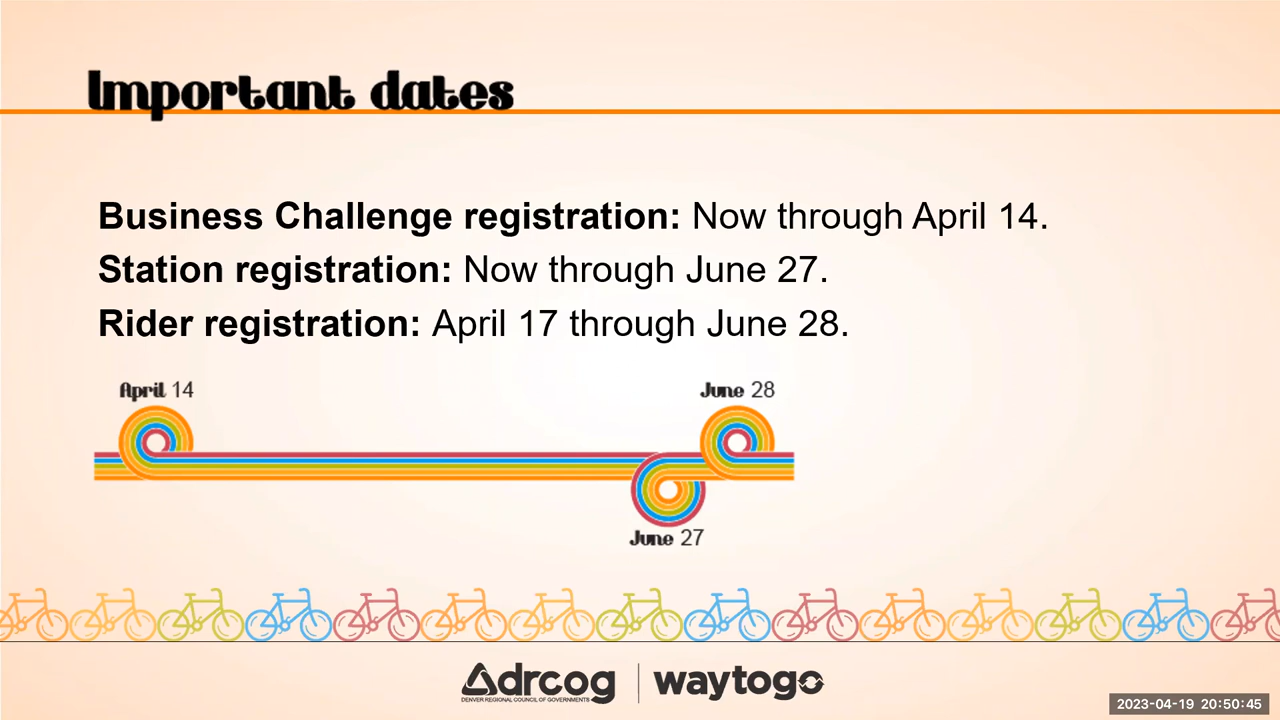 Important dates
Business Challenge registration: Now through April 14.
Station registration: Now through June 27.
Rider registration: April 17 through June 28.
April 14
June 28
June 27
drcog
DENVER REGIONAL COUNCIL OF GOVERNMENTS
waytogo
2023-04-19 20:50:45